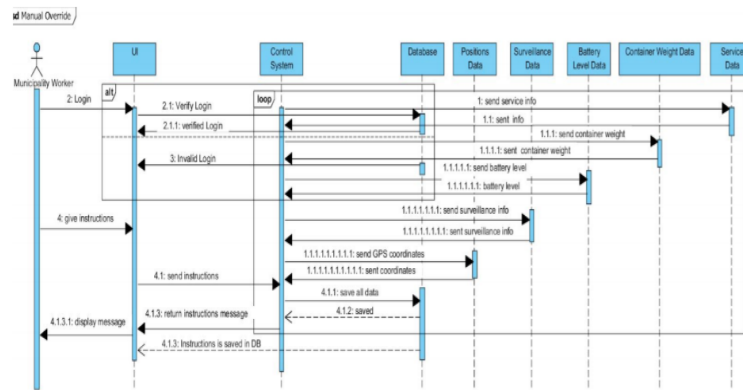 sd Manual Override
UI
Control
System
Database
Positions
Data
Surveillance
Data
Battery
Level Data
Container Weight Data
Service
Data
Municipality Worker
alt
loop
2: Login
2.1: Verify Login
1: send service info
2.1.1: verified Login
1.1: sent info
1.1.1: send container weight
3: Invalid Login
1.1.1.1: sent container weight
1.1.1.1.1: send battery level
1.1.1.1.1.1: battery level
4: give instructions
1.1.1.1.1.1.1: send surveillance info
1.1.1.1.1.1.1.1: sent surveillance info
1.1.1.1.1.1.1.1.1: send GPS coordinates
4.1: send instructions
1.1.1.1.1.1.1.1.1.1: sent coordinates
4.1.1: save all data
4.1.3: return instructions message
4.1.2: saved
4.1.3.1: display message
4.1.3: Instructions is saved in DB